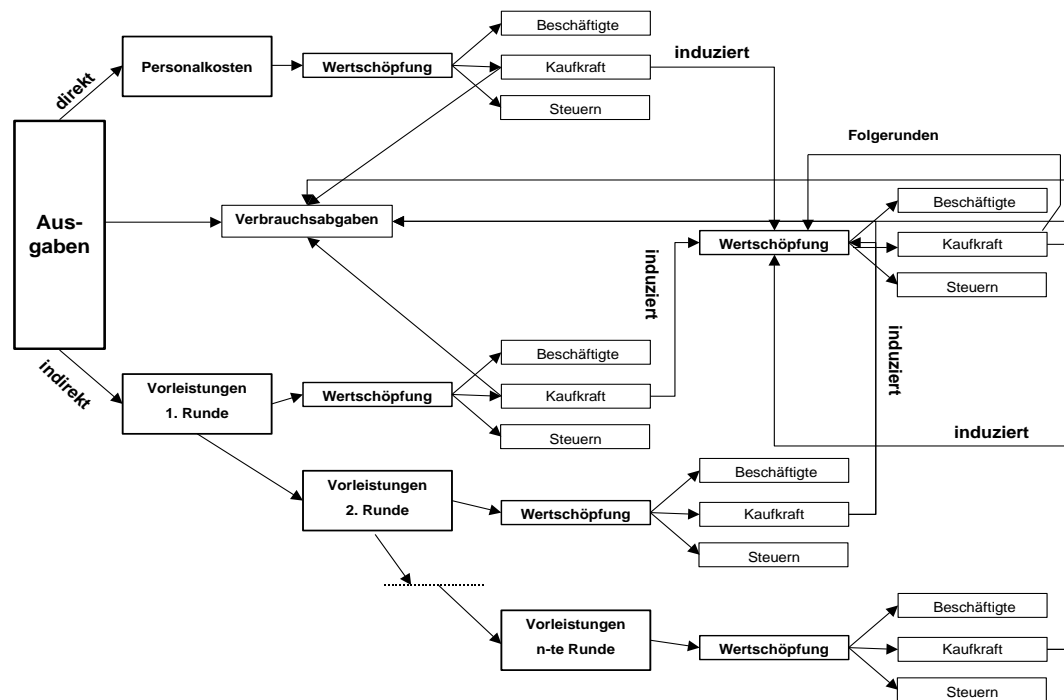 Beschäftigte
induziert
Personalkosten
Wertschöpfung
Kaufkraft
direkt
Steuern
Folgerunden
Aus-
gaben
Verbrauchsabgaben
Beschäftigte
Wertschöpfung
Kaufkraft
induziert
Steuern
induziert
indirekt
Beschäftigte
Vorleistungen
1. Runde
Wertschöpfung
Kaufkraft
Steuern
induziert
Vorleistungen
2. Runde
Beschäftigte
Wertschöpfung
Kaufkraft
Steuern
Vorleistungen
n-te Runde
Beschäftigte
Wertschöpfung
Kaufkraft
Steuern